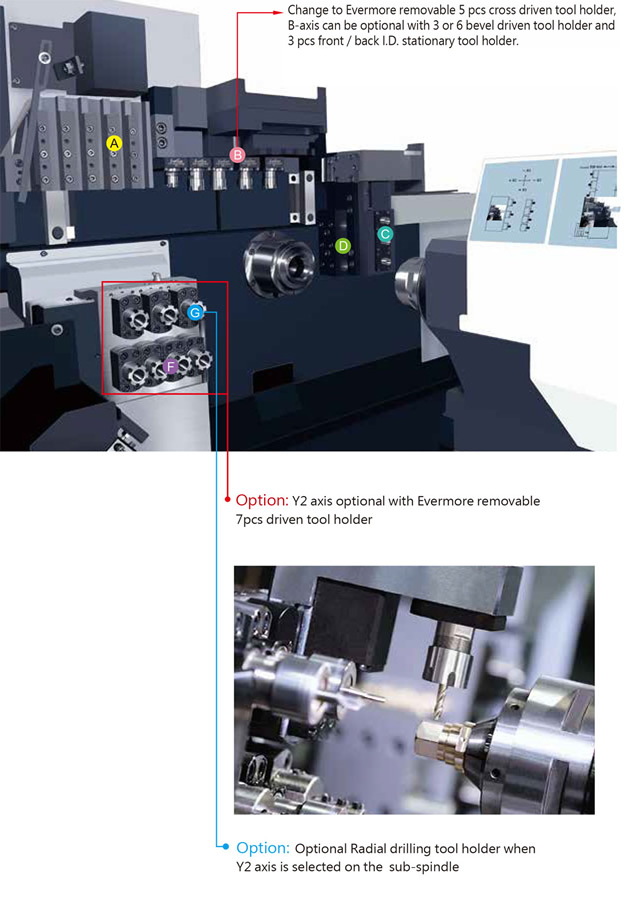 Change to Evermore removable 5 pcs cross driven tool holder,
B-axis can be optional with 3 or 6 bevel driven tool holder and
3 pcs front / back I.D. stationary tool holder.
A
B
C
D
G
F
Option: Y2 axis optional with Evermore removable
7pcs driven tool holder
Option: Optional Radial drilling tool holder when
Y2 axis is selected on the sub-spindle